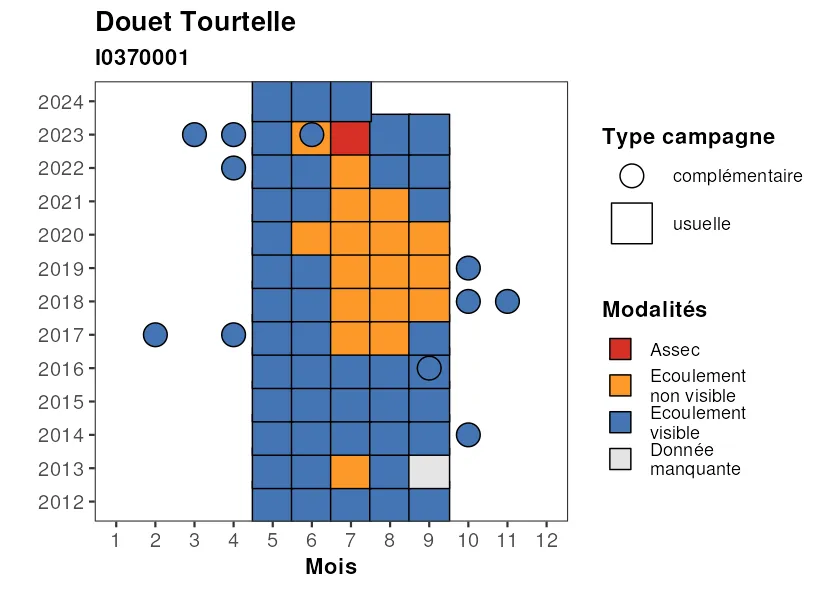 Douet Tourtelle
I0370001
2024
2023
2022
2021
2020
2019
2018
2017
2016
2015
2014
2013
2012
1 2 3 4 5 6 7 8 9 10 11 12
Mois
Type campagne
complémentaire
usuelle
Modalités
Assec
Ecoulement
non visible
Ecoulement
visible
Donnée
manquante